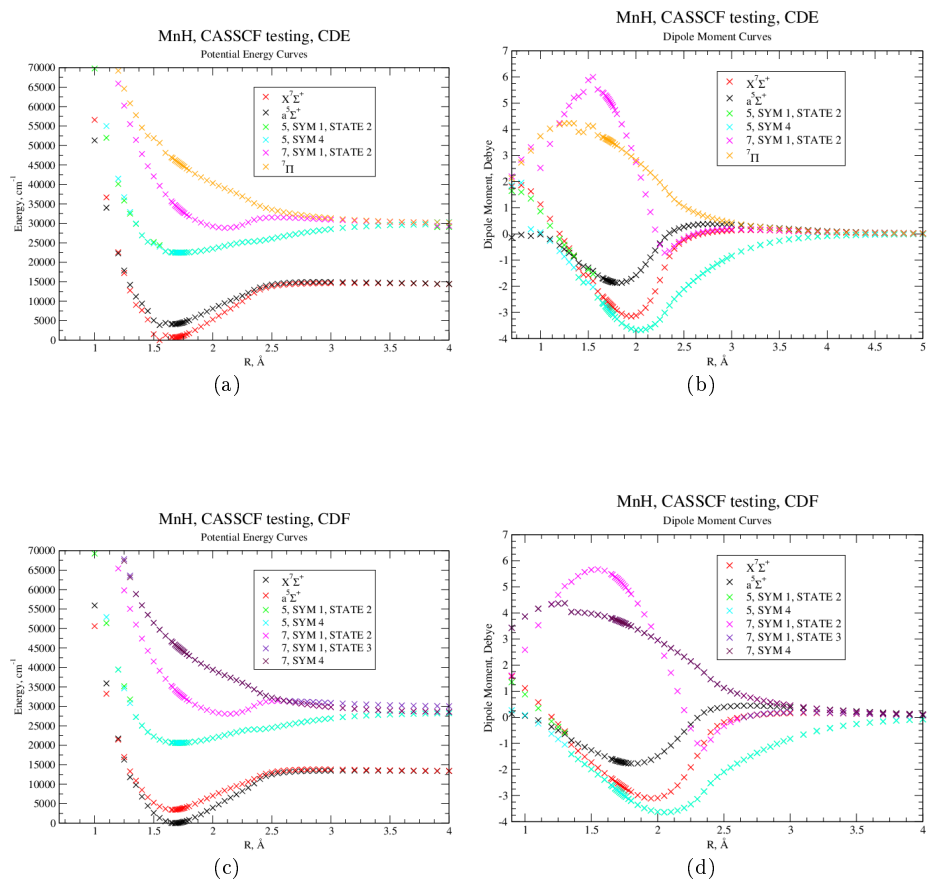 MnH, CASSCF testing, CDE
Potential Energy Curves
70000
65000
60000
55000
50000
45000
40000
35000
30000
25000
20000
15000
10000
5000
0
Energy, cm⁻¹
X⁷Σ⁺
a⁵Σ⁺
5, SYM 1, STATE 2
5, SYM 4
7, SYM 1, STATE 2
⁷Π
1 1.5 2 2.5 3 3.5 4
R, Å
(a)
MnH, CASSCF testing, CDE
Dipole Moment Curves
7
6
5
4
3
2
1
0
-1
-2
-3
-4
Dipole Moment, Debye
X⁷Σ⁺
a⁵Σ⁺
5, SYM 1, STATE 2
5, SYM 4
7, SYM 1, STATE 2
⁷Π
1 1.5 2 2.5 3 3.5 4 4.5 5
R, Å
(b)
MnH, CASSCF testing, CDF
Potential Energy Curves
70000
65000
60000
55000
50000
45000
40000
35000
30000
25000
20000
15000
10000
5000
0
Energy, cm⁻¹
X⁷Σ⁺
a⁵Σ⁺
5, SYM 1, STATE 2
5, SYM 4
7, SYM 1, STATE 2
7, SYM 1, STATE 3
7, SYM 4
1 1.5 2 2.5 3 3.5 4
R, Å
(c)
MnH, CASSCF testing, CDF
Dipole Moment Curves
7
6
5
4
3
2
1
0
-1
-2
-3
-4
Dipole Moment, Debye
X⁷Σ⁺
a⁵Σ⁺
5, SYM 1, STATE 2
5, SYM 4
7, SYM 1, STATE 2
7, SYM 1, STATE 3
7, SYM 4
1 1.5 2 2.5 3 3.5 4
R, Å
(d)